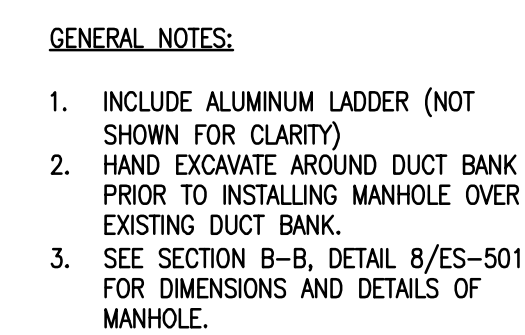 GENERAL NOTES:
1. INCLUDE ALUMINUM LADDER (NOT
SHOWN FOR CLARITY)
2. HAND EXCAVATE AROUND DUCT BANK
PRIOR TO INSTALLING MANHOLE OVER
EXISTING DUCT BANK.
3. SEE SECTION B-B, DETAIL 8/ES-501
FOR DIMENSIONS AND DETAILS OF
MANHOLE.